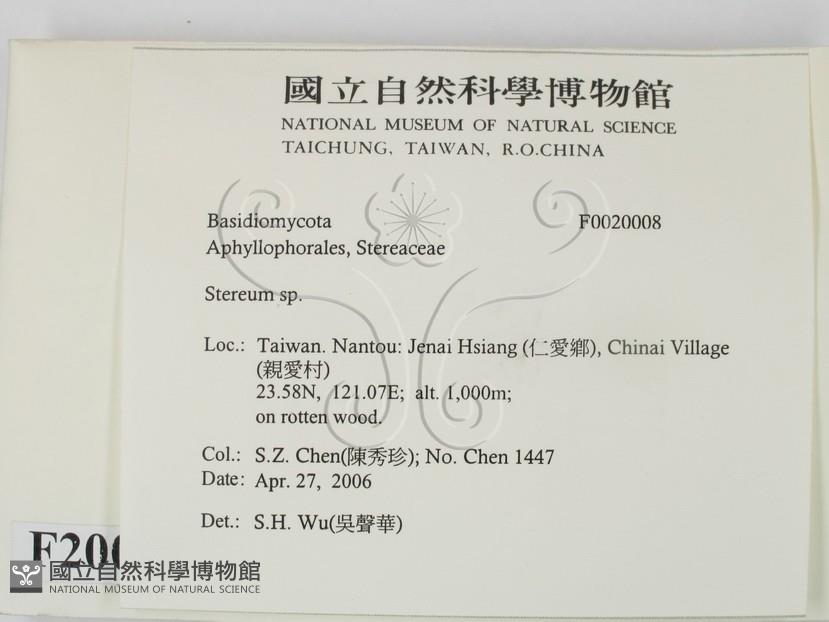 國立自然科學博物館
NATIONAL MUSEUM OF NATURAL SCIENCE
TAICHUNG, TAIWAN, R.O.CHINA
Basidiomycota F0020008
Aphyllophorales, Stereaceae
Stereum sp.
Loc.: Taiwan. Nantou: Jenai Hsiang (仁愛鄉), Chinai Village
(親愛村)
23.58N, 121.07E; alt. 1,000m;
on rotten wood.
Col.: S.Z. Chen(陳秀珍); No. Chen 1447
Date: Apr. 27, 2006
Det.: S.H. Wu(吳聲華)
國立自然科學博物館
NATIONAL MUSEUM OF NATURAL SCIENCE